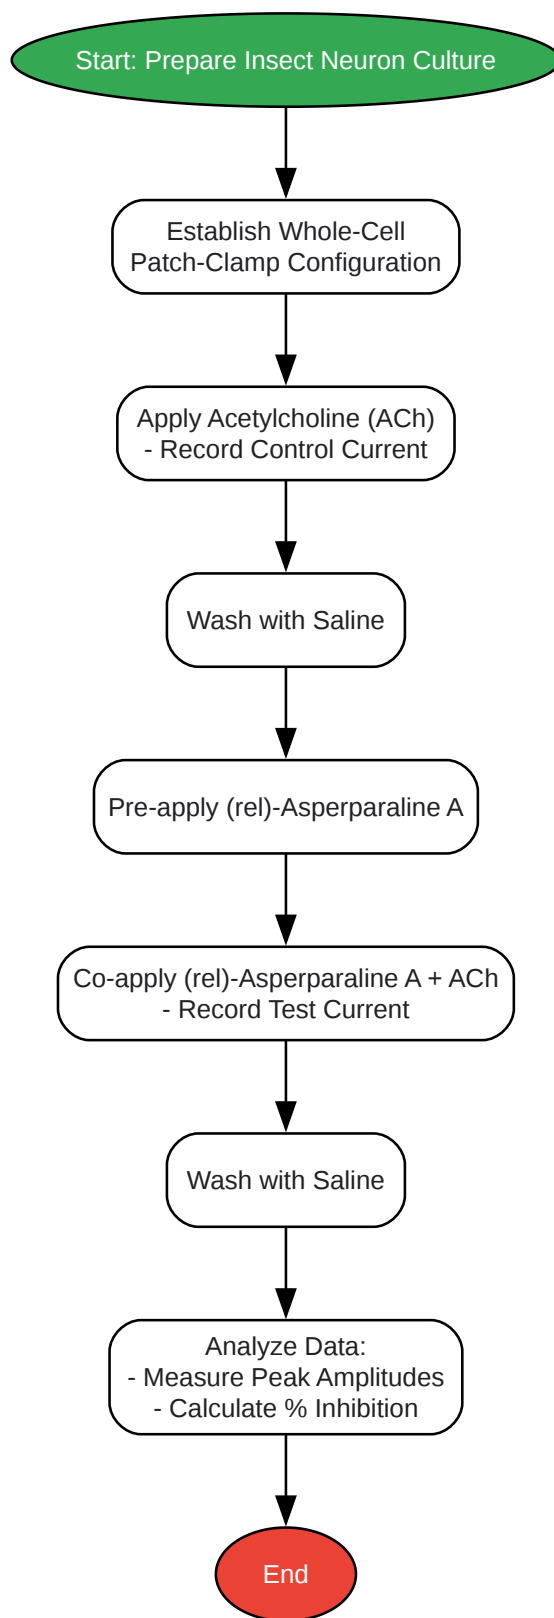 Start: Prepare Insect Neuron Culture
Establish Whole-Cell
Patch-Clamp Configuration
Apply Acetylcholine (ACh)
- Record Control Current
Wash with Saline
Pre-apply (rel)-Asperparaline A
Co-apply (rel)-Asperparaline A + ACh
- Record Test Current
Wash with Saline
Analyze Data:
- Measure Peak Amplitudes
- Calculate % Inhibition
End